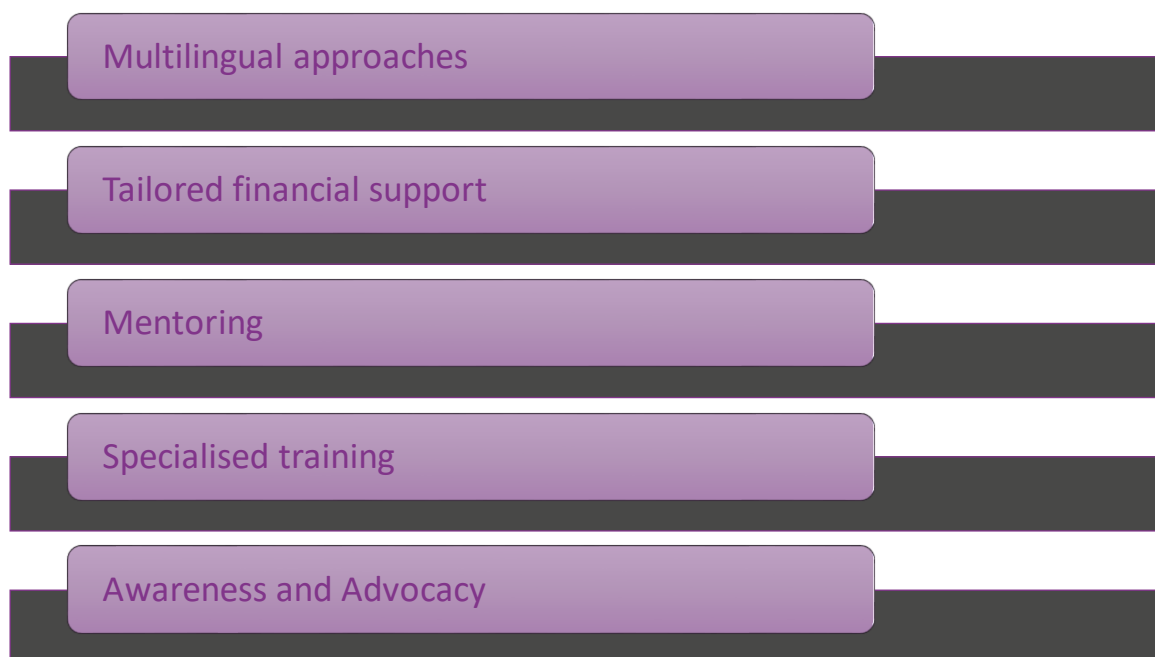 Multilingual approaches
Tailored financial support
Mentoring
Specialised training
Awareness and Advocacy